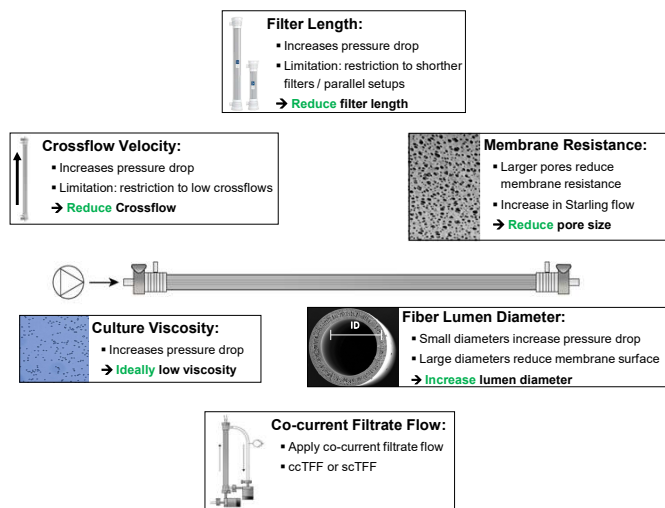 Filter Length:
▪ Increases pressure drop
▪ Limitation: restriction to shorther
filters / parallel setups
→ Reduce filter length
Crossflow Velocity:
▪ Increases pressure drop
▪ Limitation: restriction to low crossflows
→ Reduce Crossflow
Membrane Resistance:
▪ Larger pores reduce
membrane resistance
▪ Increase in Starling flow
→ Reduce pore size
Culture Viscosity:
▪ Increases pressure drop
→ Ideally low viscosity
ID
Fiber Lumen Diameter:
▪ Small diameters increase pressure drop
▪ Large diameters reduce membrane surface
→ Increase lumen diameter
Co-current Filtrate Flow:
▪ Apply co-current filtrate flow
▪ ccTFF or scTFF